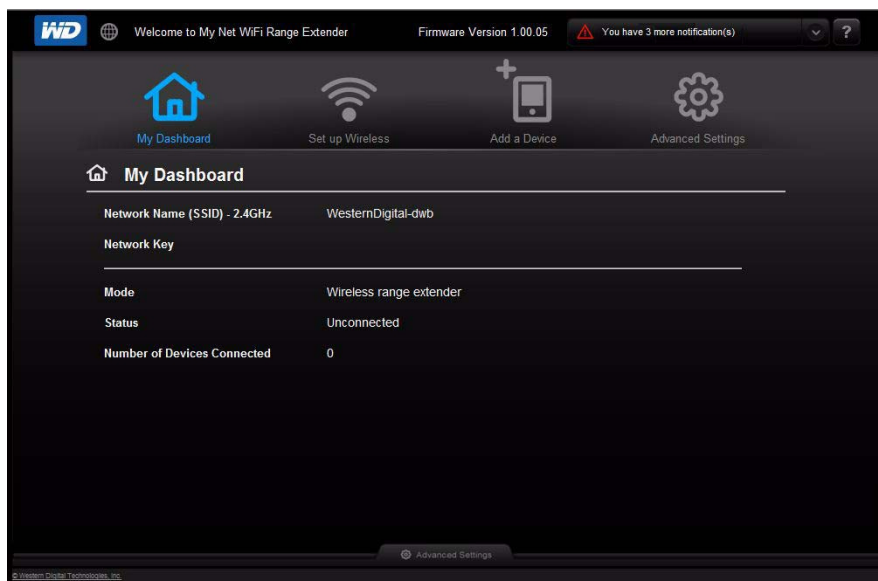 WD Welcome to My Net WiFi Range Extender Firmware Version 1.00.05 You have 3 more notification(s) ?
My Dashboard Set up Wireless Add a Device Advanced Settings
My Dashboard
Network Name (SSID) - 2.4GHz WesternDigital-dwb
Network Key
Mode Wireless range extender
Status Unconnected
Number of Devices Connected 0
Advanced Settings
© Western Digital Technologies, Inc.